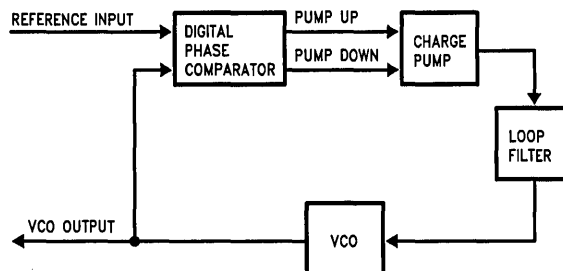 REFERENCE INPUT
DIGITAL
PHASE
COMPARATOR
PUMP UP
PUMP DOWN
CHARGE
PUMP
LOOP
FILTER
VCO OUTPUT
VCO